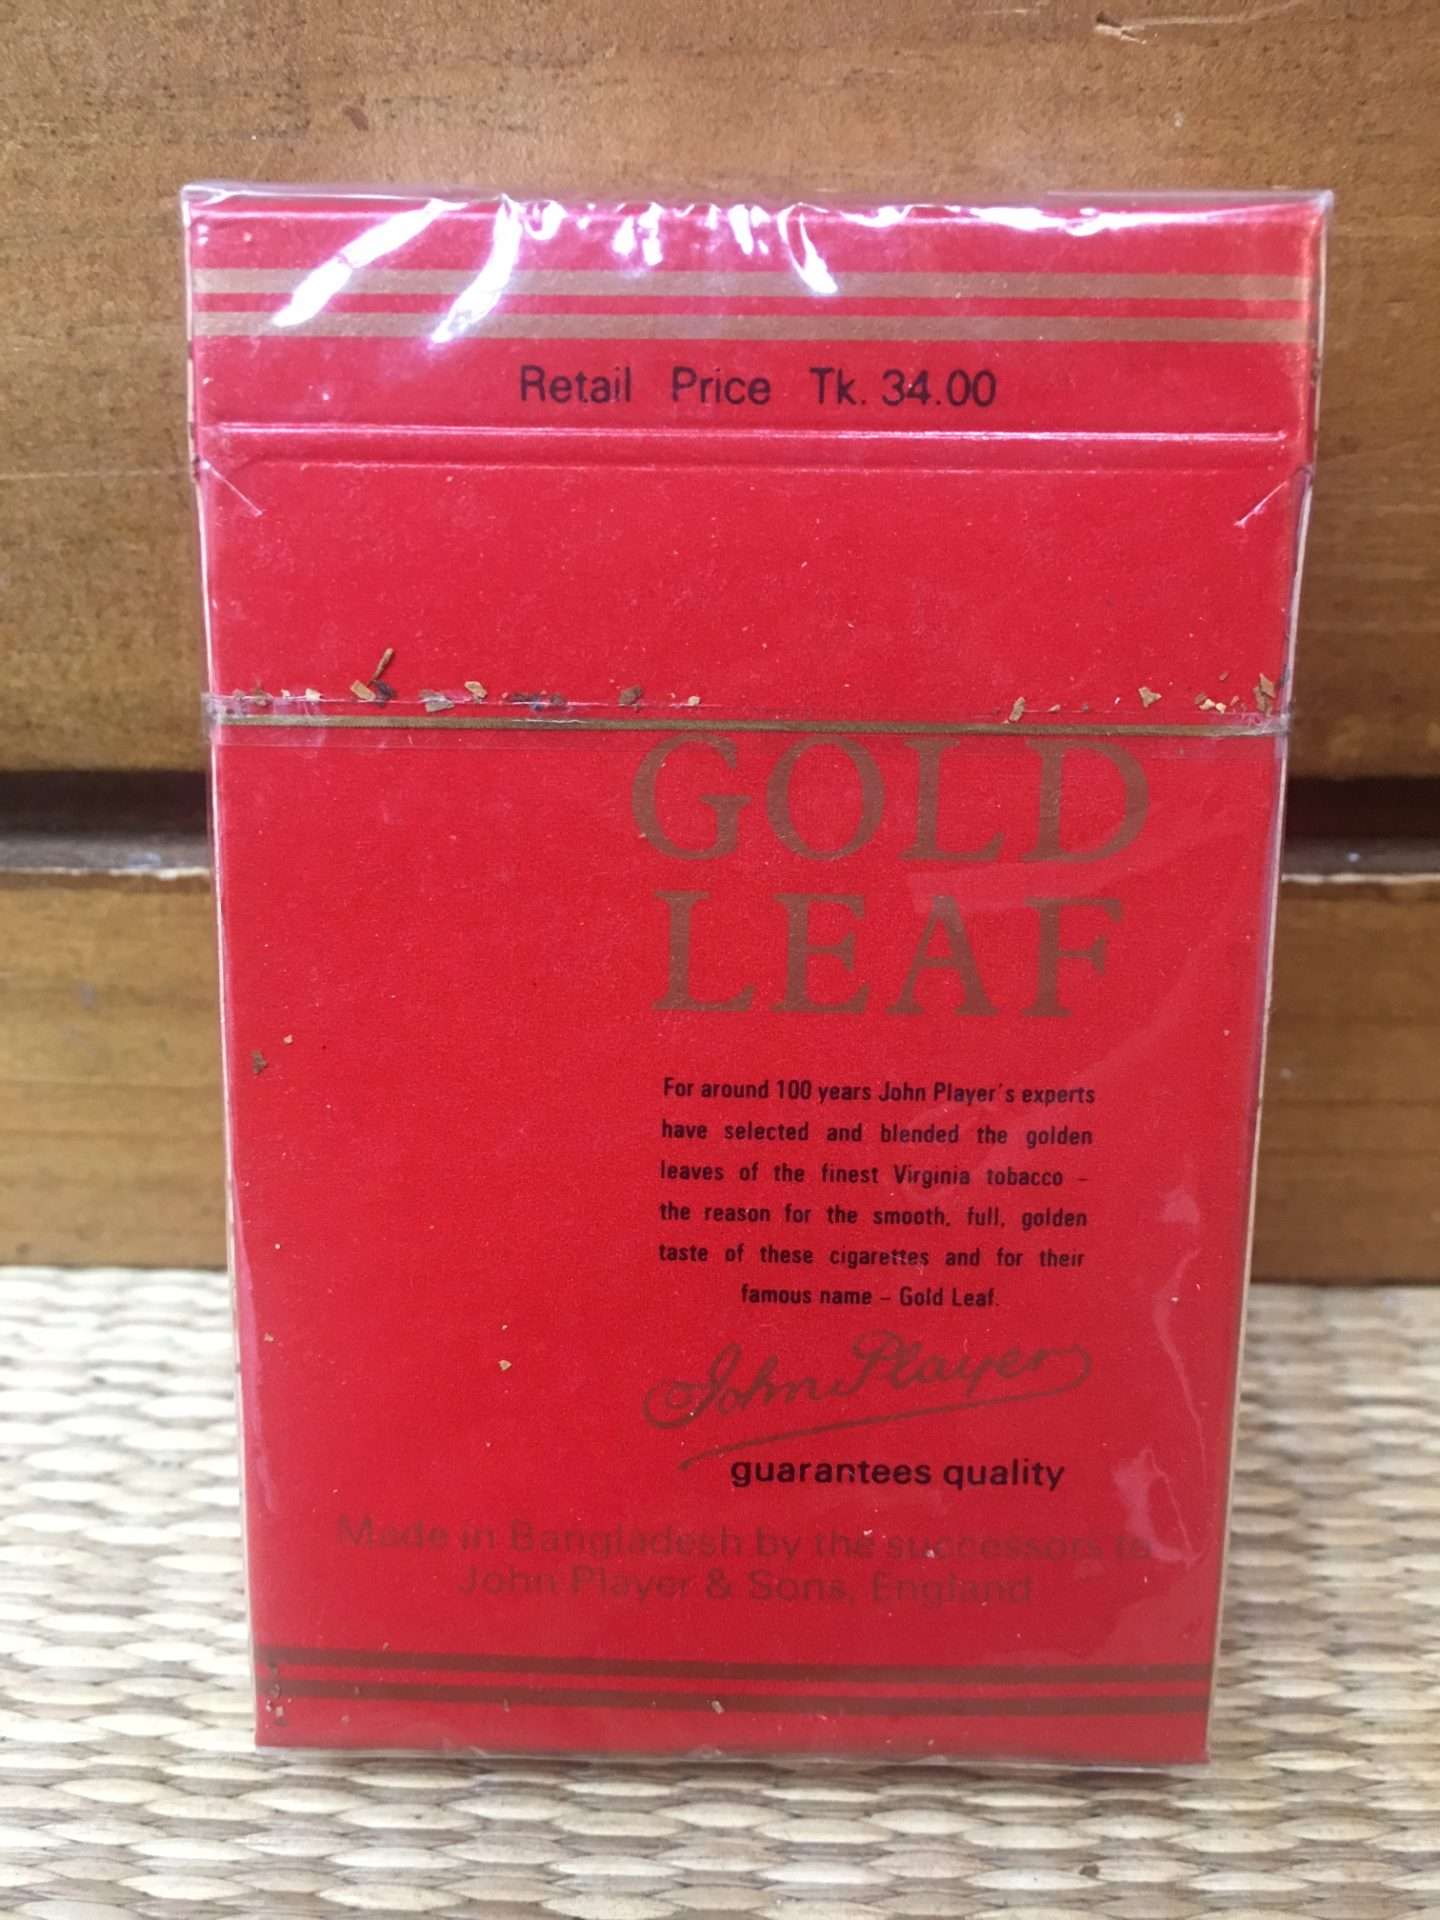 Retail Price Tk. 34.00
GOLD
LEAF
For around 100 years John Player's experts
have selected and blended the golden
leaves of the finest Virginia tobacco –
the reason for the smooth, full, golden
taste of these cigarettes and for their
famous name – Gold Leaf.
John Player
guarantees quality
Made in Bangladesh by the successors to
John Player & Sons, England